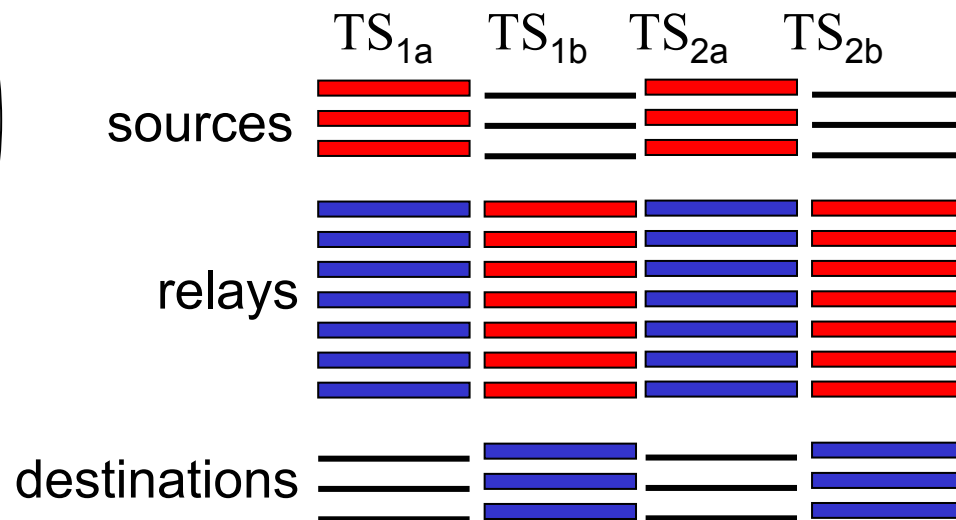 TS1a TS1b TS2a TS2b
sources
relays
destinations